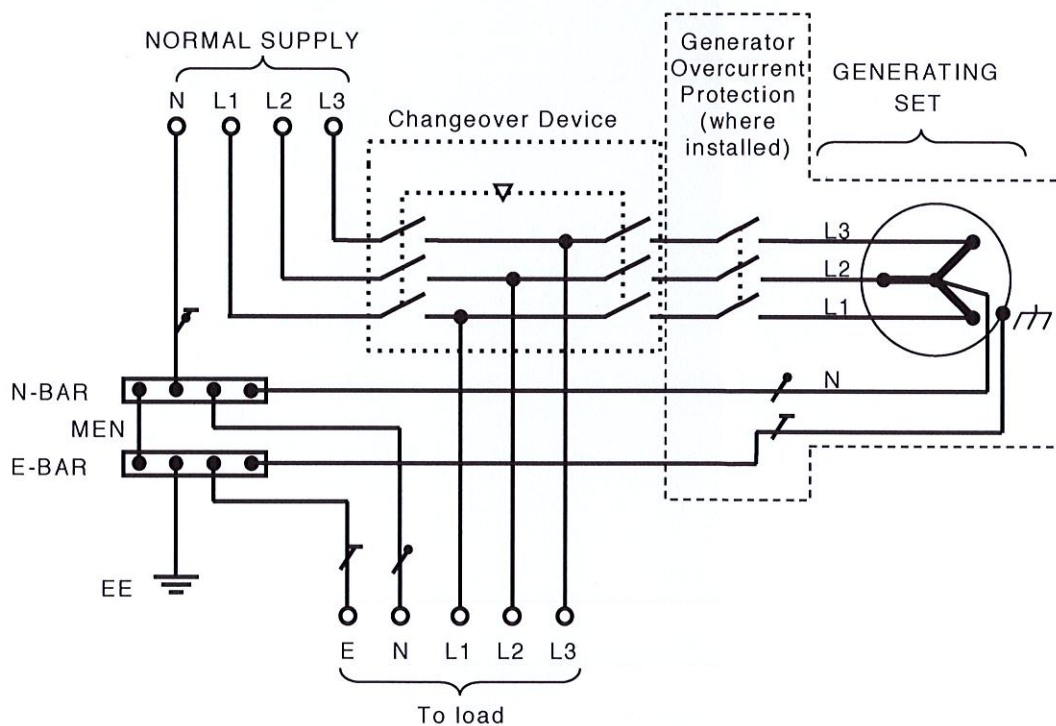 NORMAL SUPPLY
N L1 L2 L3
Changeover Device
Generator
Overcurrent
Protection
(where
installed)
GENERATING
SET
L3
L2
L1
N
N-BAR
MEN
E-BAR
EE
E N L1 L2 L3
To load